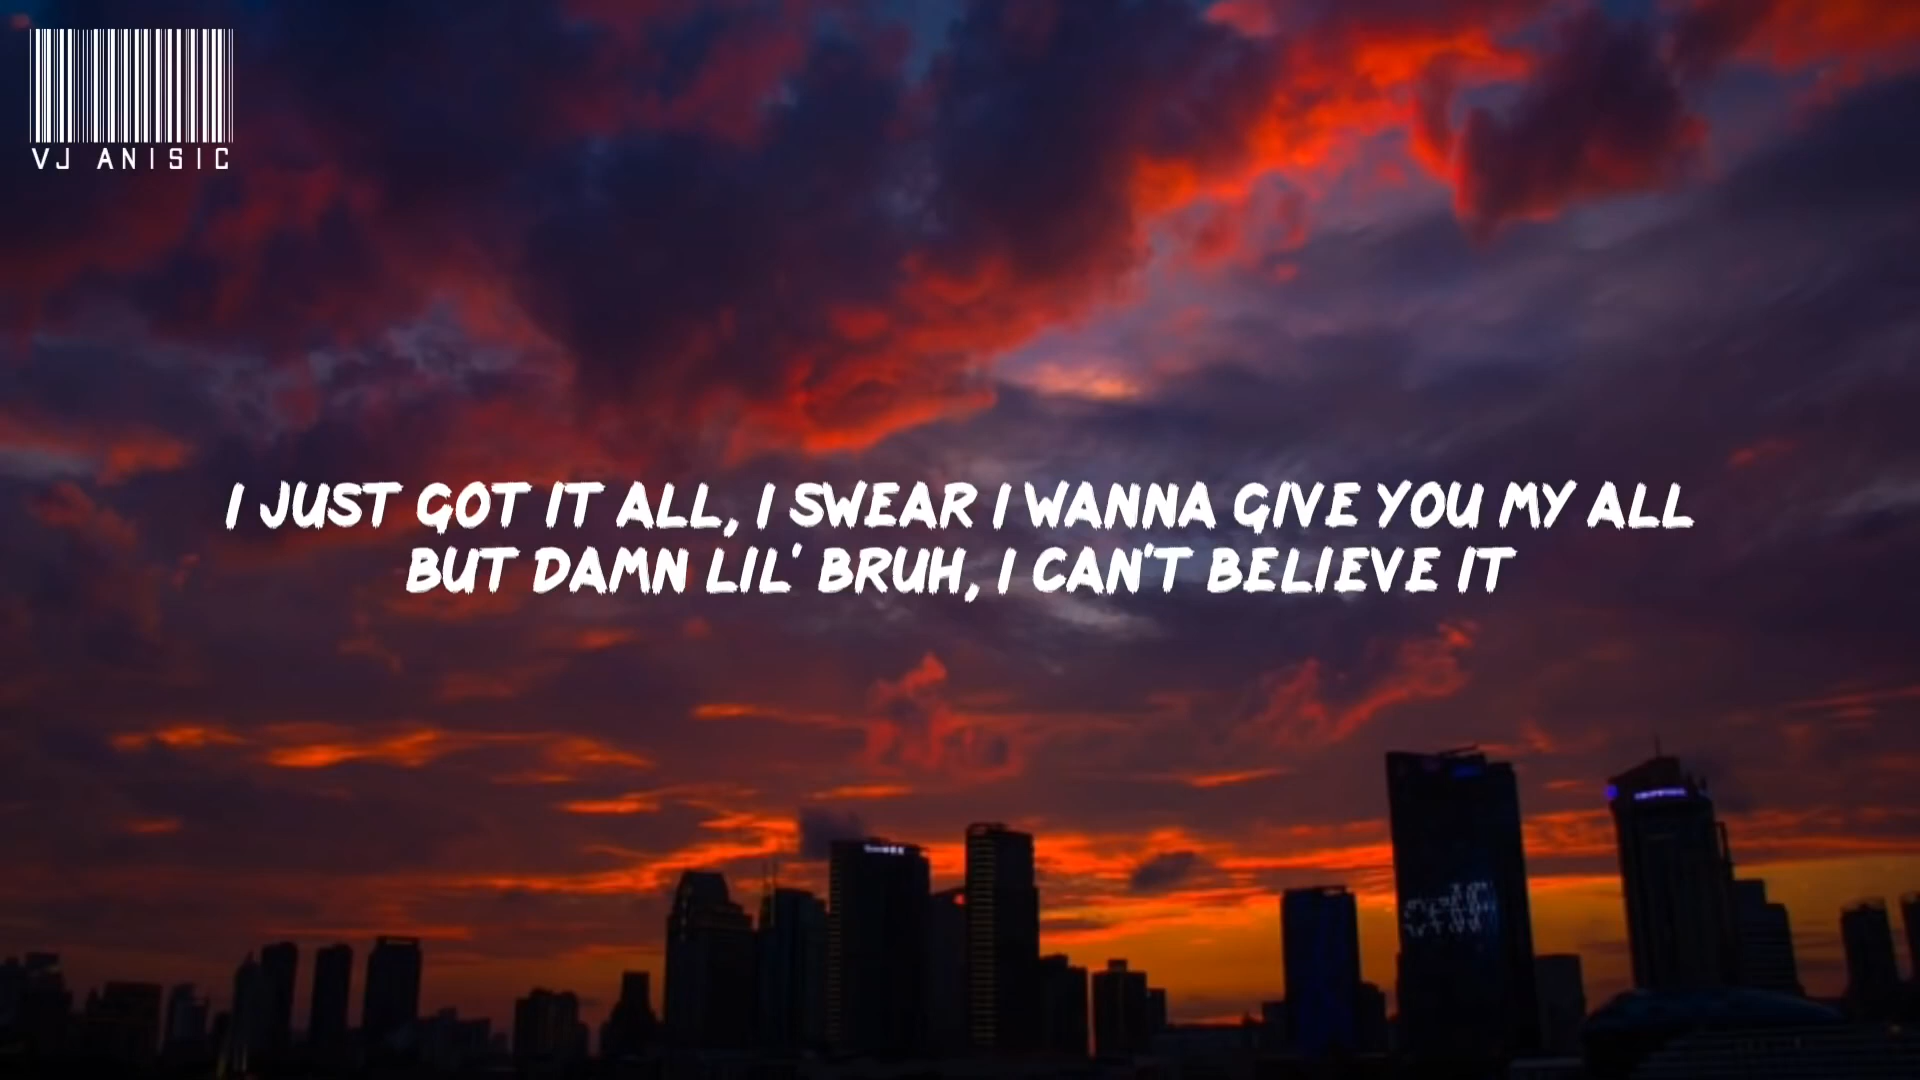 VJ ANISIC
I JUST GOT IT ALL, I SWEAR I WANNA GIVE YOU MY ALL
BUT DAMN LIL' BRUH, I CAN'T BELIEVE IT